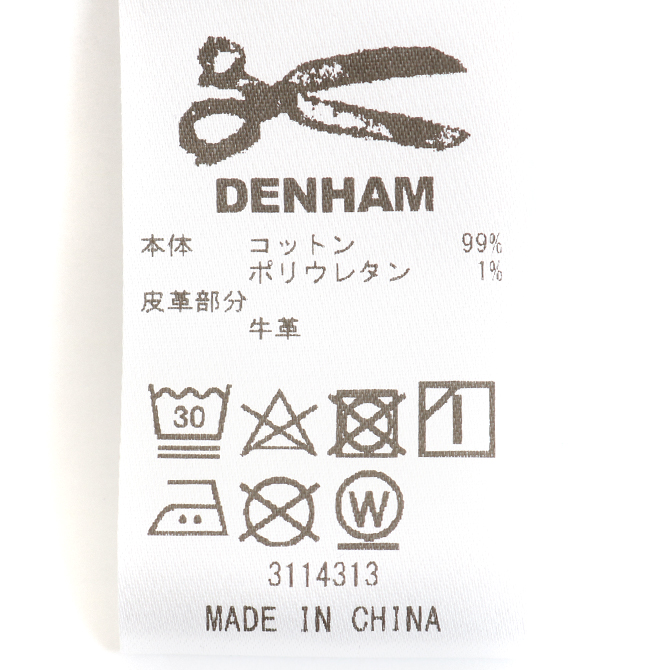 DENHAM
本体 コットン 99%
ポリウレタン 1%
皮革部分
牛革
30
W
3114313
MADE IN CHINA